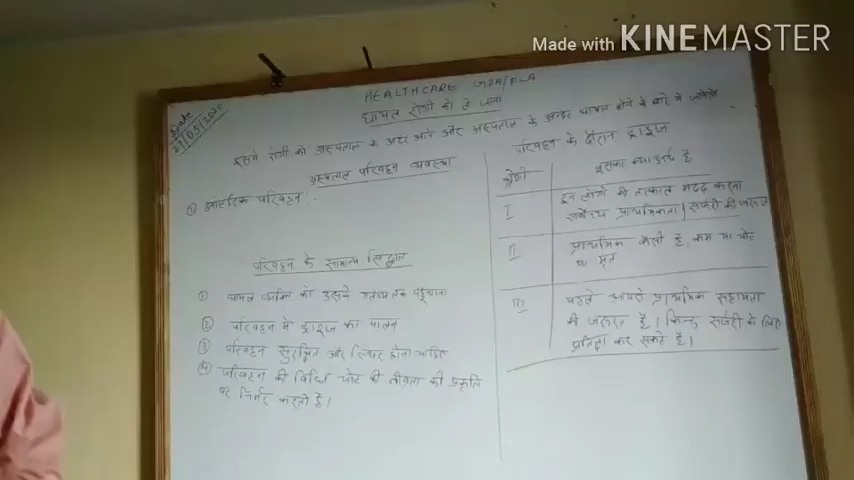 Made with KINEMASTER
Date
27/05/2020
HEALTHCARE
घायल रोगी को ले जाना
इसमे रोगी को अस्पताल के अंदर आने और अस्पताल के अन्दर घायल होने के बारे मे
अस्पताल परिवहन व्यवस्था
① आंतरिक परिवहन :-
परिवहन के सामान्य सिद्धान्त
① घायल व्यक्ति को उसके गंतव्य तक पहुंचाना
② परिवहन मे ट्राइज का पालन
③ परिवहन सुरक्षित और स्थिर होना चाहिए
④ परिवहन की विधि चोट की तीव्रता की प्रकृति
पर निर्भर करती है।
परिवहन के दौरान ट्राइज
श्रेणी
इसका क्या अर्थ है
I
इन लोगो की तत्काल मदद करना
सर्वोच्च प्राथमिकता / सर्जरी की जरूरत
II
प्राथमिक है, कम या चोट
या मृत
III
पहले प्राथमिक सहायता
की जरूरत है। किन्तु सर्जरी के लिए
प्रतिक्षा कर सकते है।